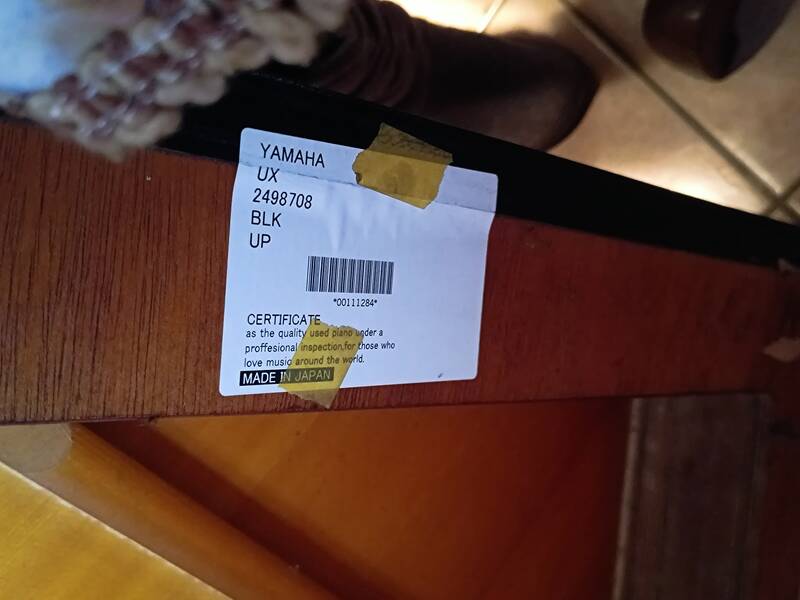 YAMAHA
UX
2498708
BLK
UP
*00111284*
CERTIFICATE
as the quality used piano under a
proffesional inspection,for those who
love music around the world.
MADE IN JAPAN